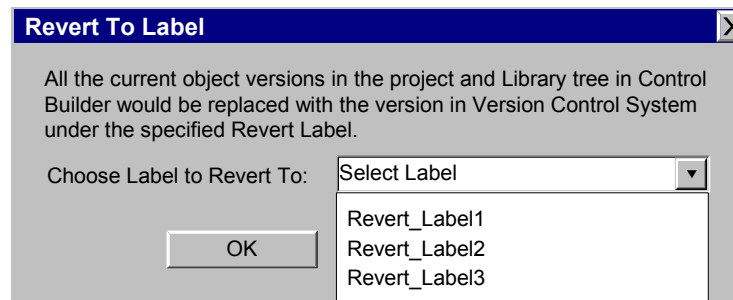 Revert To Label
X
All the current object versions in the project and Library tree in Control
Builder would be replaced with the version in Version Control System
under the specified Revert Label.
Choose Label to Revert To: Select Label
Revert_Label1
OK Revert_Label2
Revert_Label3